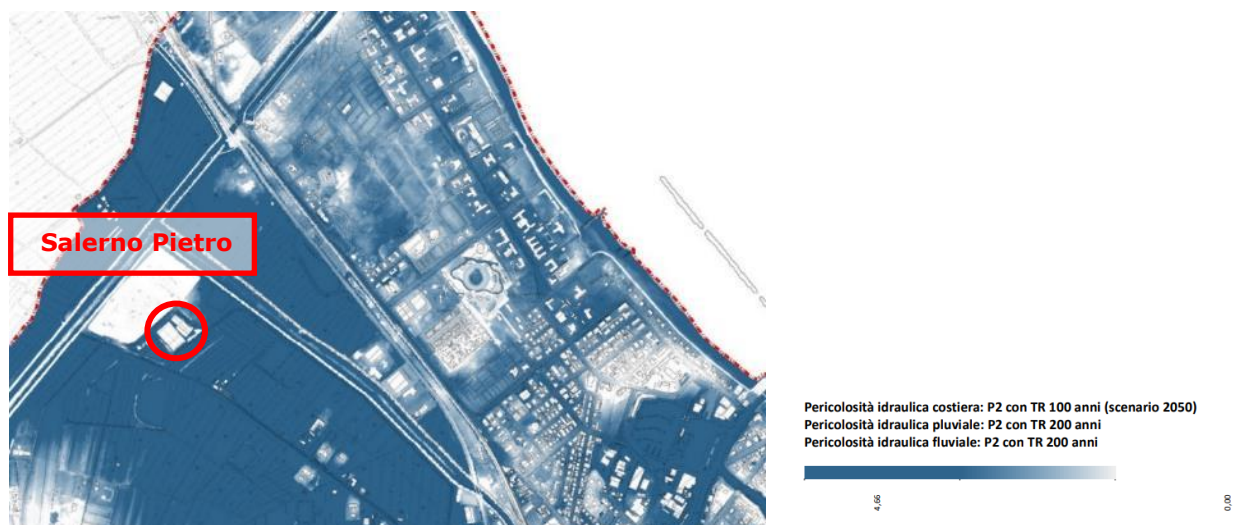 Salerno Pietro
Pericolosità idraulica costiera: P2 con TR 100 anni (scenario 2050)
Pericolosità idraulica pluviale: P2 con TR 200 anni
Pericolosità idraulica fluviale: P2 con TR 200 anni
4,66
0,00